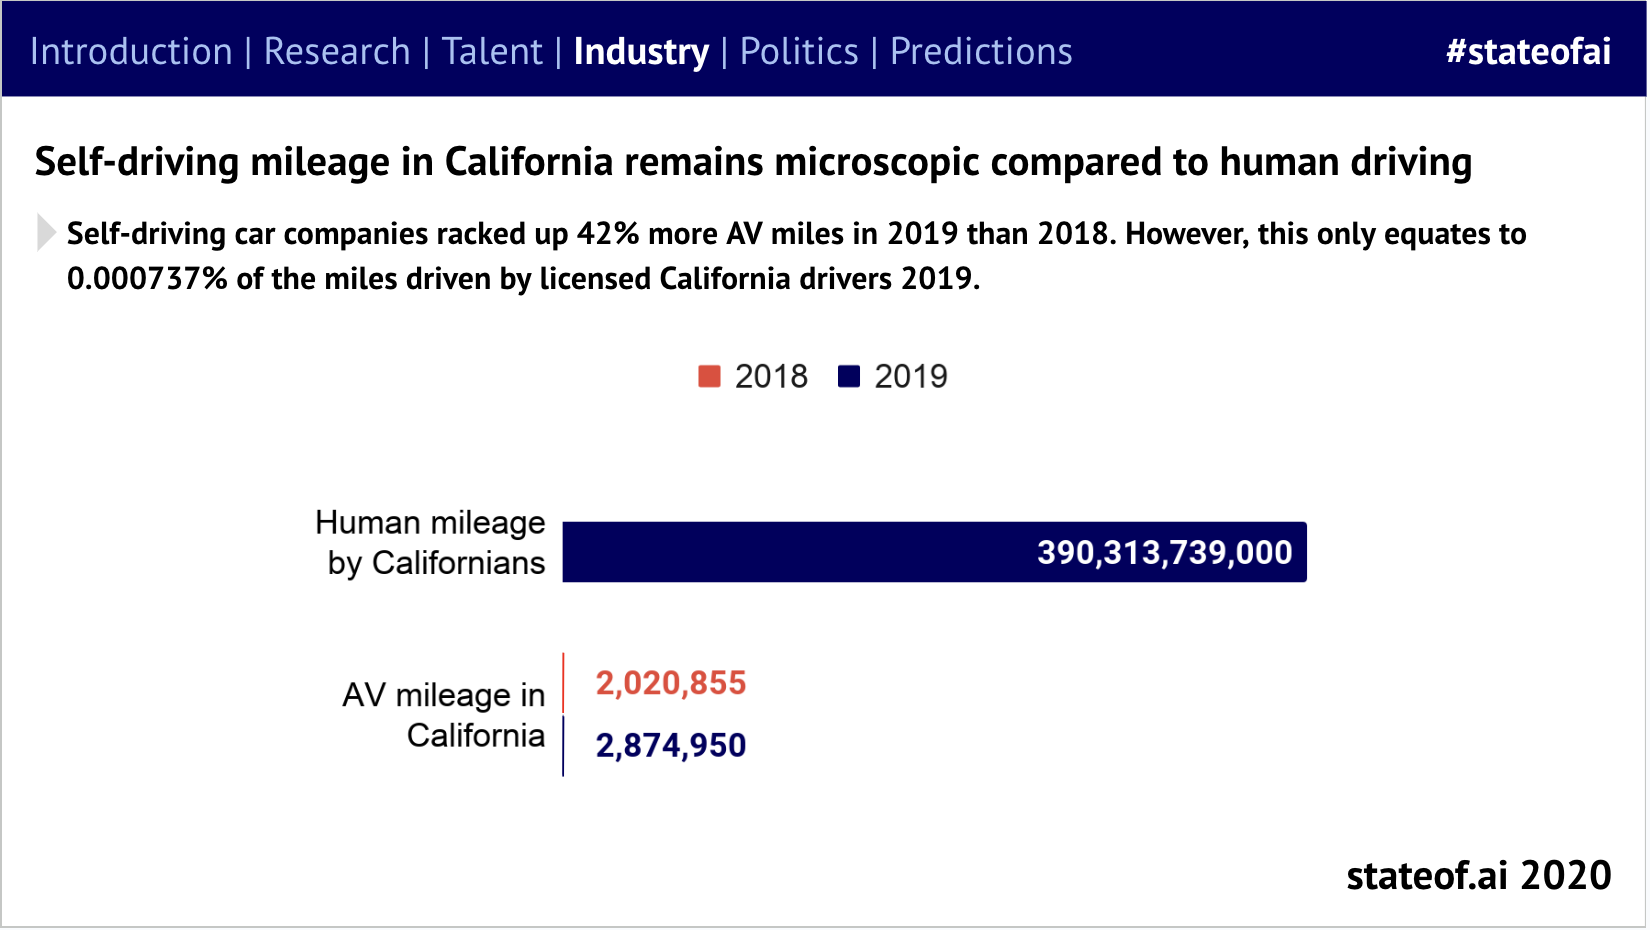 Introduction | Research | Talent | Industry | Politics | Predictions
#stateofai
Self-driving mileage in California remains microscopic compared to human driving
Self-driving car companies racked up 42% more AV miles in 2019 than 2018. However, this only equates to
0.000737% of the miles driven by licensed California drivers 2019.
2018 2019
Human mileage
by Californians
390,313,739,000
AV mileage in
California
2,020,855
2,874,950
stateof.ai 2020